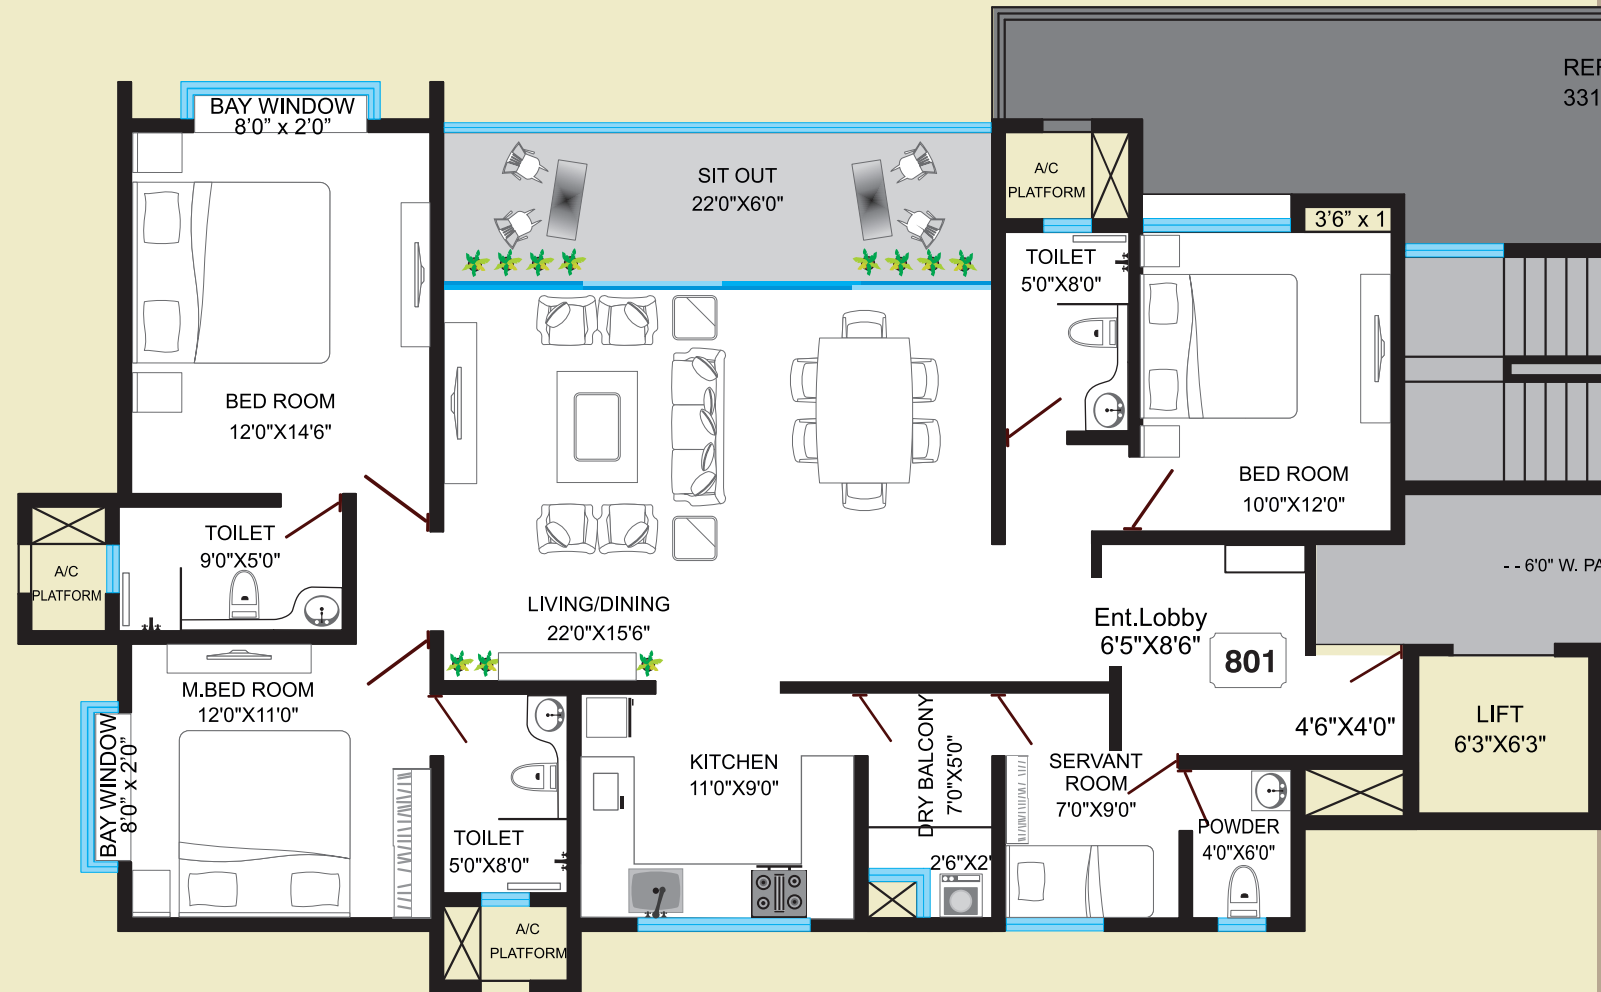 REF
331
BAY WINDOW
8'0” x 2'0”
SIT OUT
22'0"X6'0"
A/C
PLATFORM
3'6” x 1
TOILET
5'0"X8'0"
BED ROOM
12'0"X14'6"
BED ROOM
10'0"X12'0"
TOILET
9'0"X5'0"
A/C
PLATFORM
- - 6'0" W. PA
LIVING/DINING
22'0"X15'6"
Ent.Lobby
6'5"X8'6"
801
M.BED ROOM
12'0"X11'0"
BAY WINDOW
8'0” x 2'0”
4'6"X4'0"
LIFT
6'3"X6'3"
KITCHEN
11'0"X9'0"
DRY BALCONY
7'0"X5'0"
SERVANT
ROOM
7'0"X9'0"
TOILET
5'0"X8'0"
POWDER
4'0"X6'0"
2'6"X2'
A/C
PLATFORM